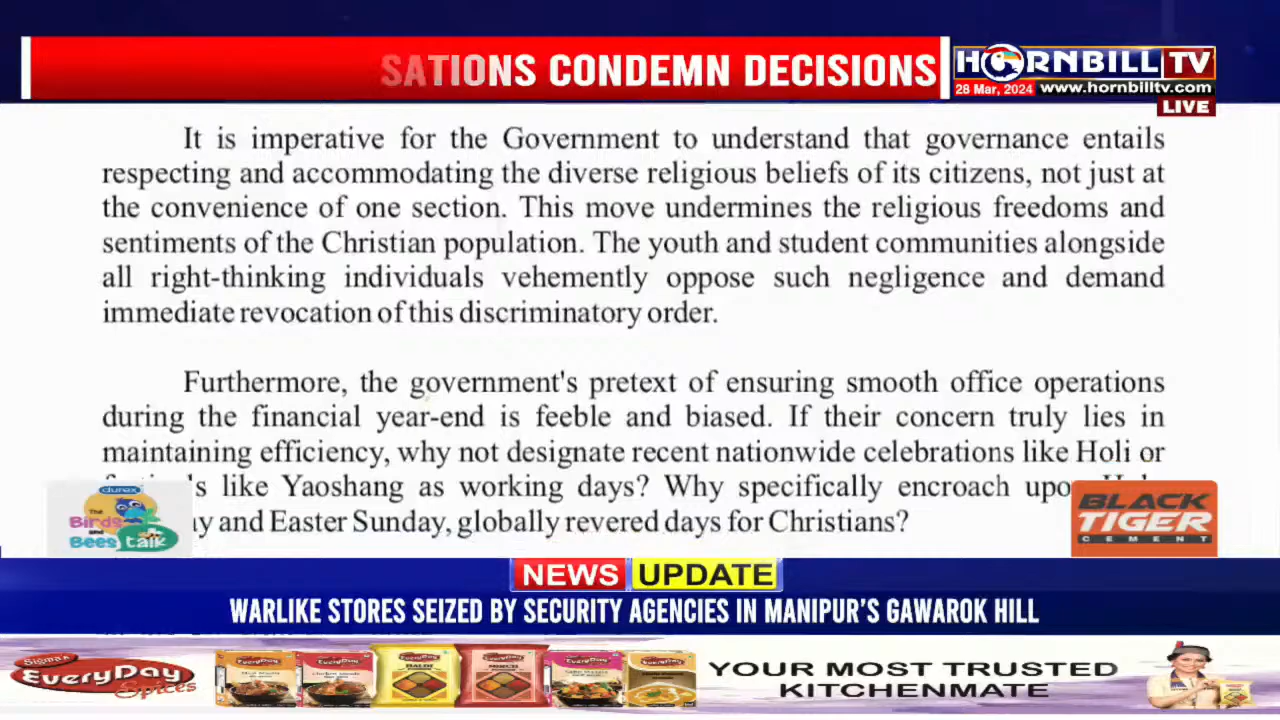 SATIONS CONDEMN DECISIONS
HORNBILL TV
28 Mar, 2024 www.hornbilltv.com
LIVE
It is imperative for the Government to understand that governance entails
respecting and accommodating the diverse religious beliefs of its citizens, not just at
the convenience of one section. This move undermines the religious freedoms and
sentiments of the Christian population. The youth and student communities alongside
all right-thinking individuals vehemently oppose such negligence and demand
immediate revocation of this discriminatory order.
Furthermore, the government's pretext of ensuring smooth office operations
during the financial year-end is feeble and biased. If their concern truly lies in
maintaining efficiency, why not designate recent nationwide celebrations like Holi or
like Yaoshang as working days? Why specifically encroach
and Easter Sunday, globally revered days for Christians?
durex
The
Birds
and
Bees talk
BLACK
TIGER
CEMENT
NEWS UPDATE
WARLIKE STORES SEIZED BY SECURITY AGENCIES IN MANIPUR'S GAWAROK HILL
Sigma
EveryDay
Spices
YOUR MOST TRUSTED
KITCHENMATE